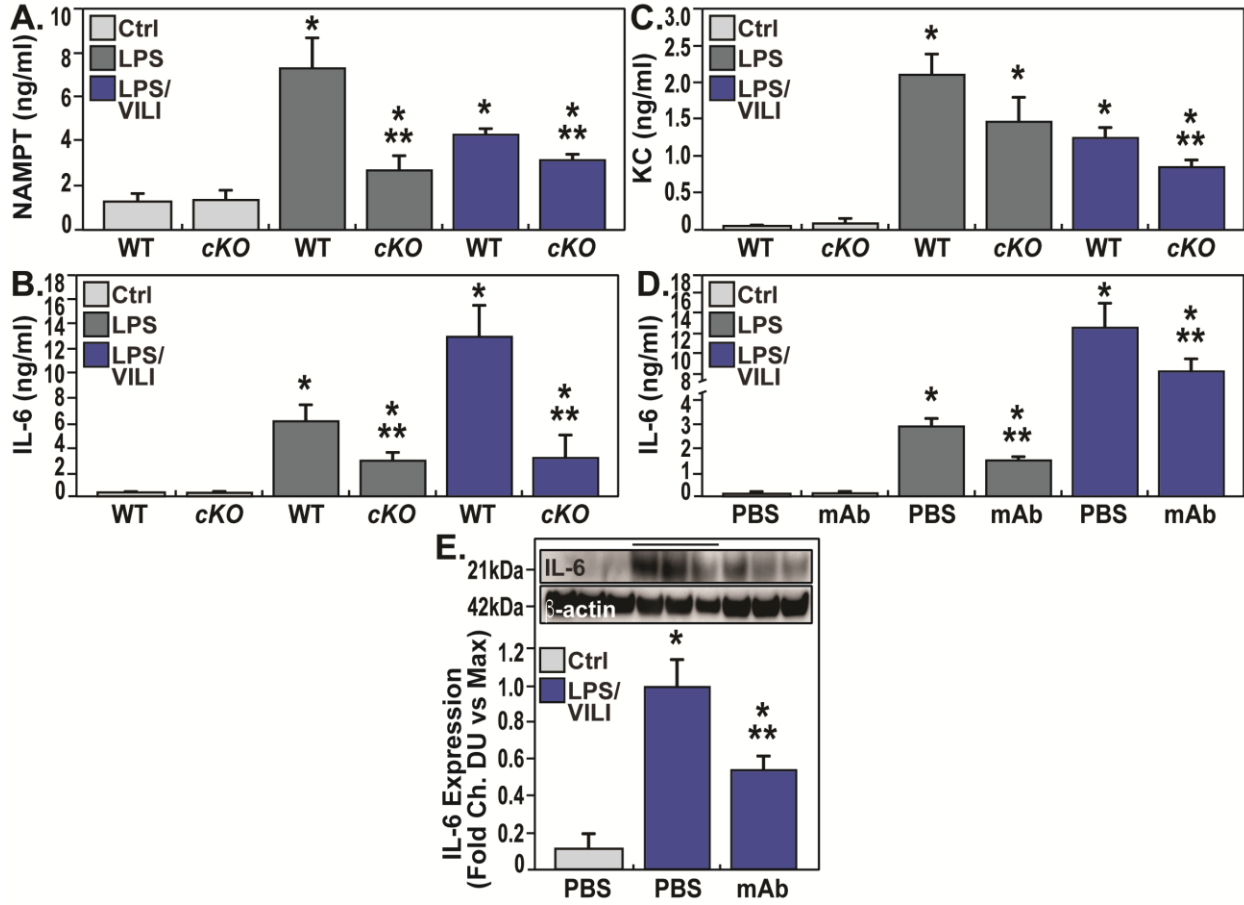 A.
NAMPT (ng/ml)
10
8
6
4
2
0
Ctrl
LPS
LPS/
VILI
*
*
**
*
*
**
WT cKO WT cKO WT cKO
C.
KC (ng/ml)
3.0
2.5
2.0
1.5
1.0
0.5
0
Ctrl
LPS
LPS/
VILI
*
*
*
*
**
WT cKO WT cKO WT cKO
B.
IL-6 (ng/ml)
18
16
14
12
10
8
6
4
2
0
Ctrl
LPS
LPS/
VILI
*
*
**
*
*
**
WT cKO WT cKO WT cKO
D.
IL-6 (ng/ml)
18
16
14
12
10
8
4
3
2
1
0
Ctrl
LPS
LPS/
VILI
*
*
**
*
*
**
PBS mAb PBS mAb PBS mAb
E.
21kDa
IL-6
42kDa
β-actin
IL-6 Expression
(Fold Ch. DU vs Max)
1.2
1.0
0.8
0.6
0.4
0.2
0
Ctrl
LPS/
VILI
*
*
**
PBS PBS mAb